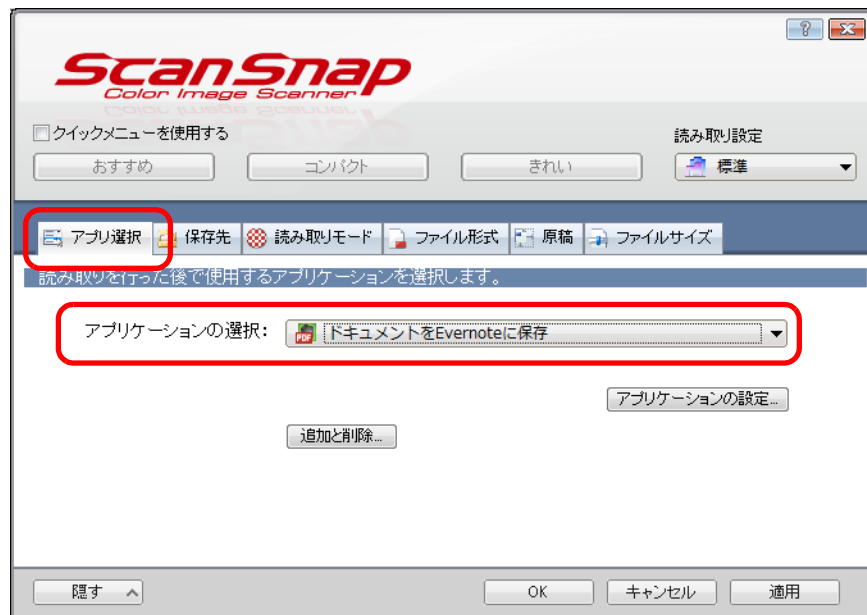 ScanSnap
Color Image Scanner
クイックメニューを使用する
読み取り設定
おすすめ
コンパクト
きれい
標準
アプリ選択
保存先
読み取りモード
ファイル形式
原稿
ファイルサイズ
読み取りを行った後で使用するアプリケーションを選択します。
アプリケーションの選択:
PDF
ドキュメントをEvernoteに保存
アプリケーションの設定...
追加と削除...
隠す
OK
キャンセル
適用